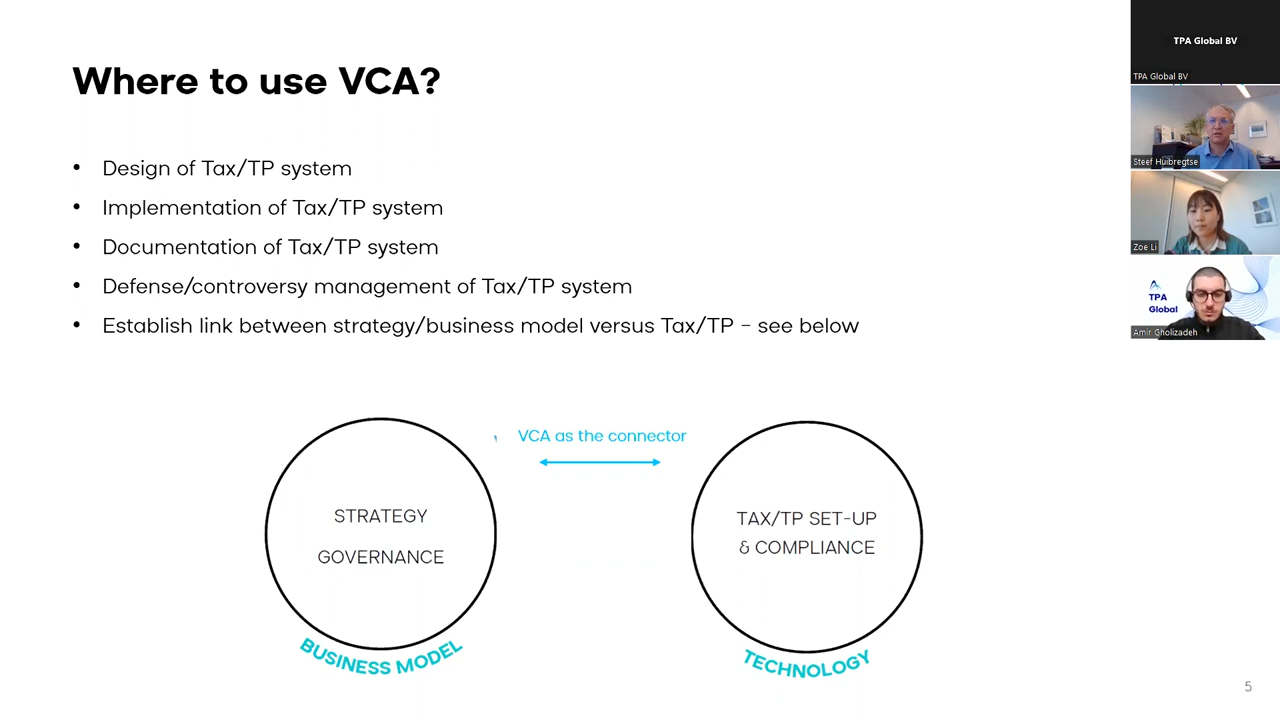 Where to use VCA?
• Design of Tax/TP system
• Implementation of Tax/TP system
• Documentation of Tax/TP system
• Defense/controversy management of Tax/TP system
• Establish link between strategy/business model versus Tax/TP – see below
VCA as the connector
STRATEGY
GOVERNANCE
BUSINESS MODEL
TAX/TP SET-UP
& COMPLIANCE
TECHNOLOGY
5
TPA Global BV
TPA Global BV
Steef Huibregtse
Zoe Li
TPA
Global
Amir Gholizadeh